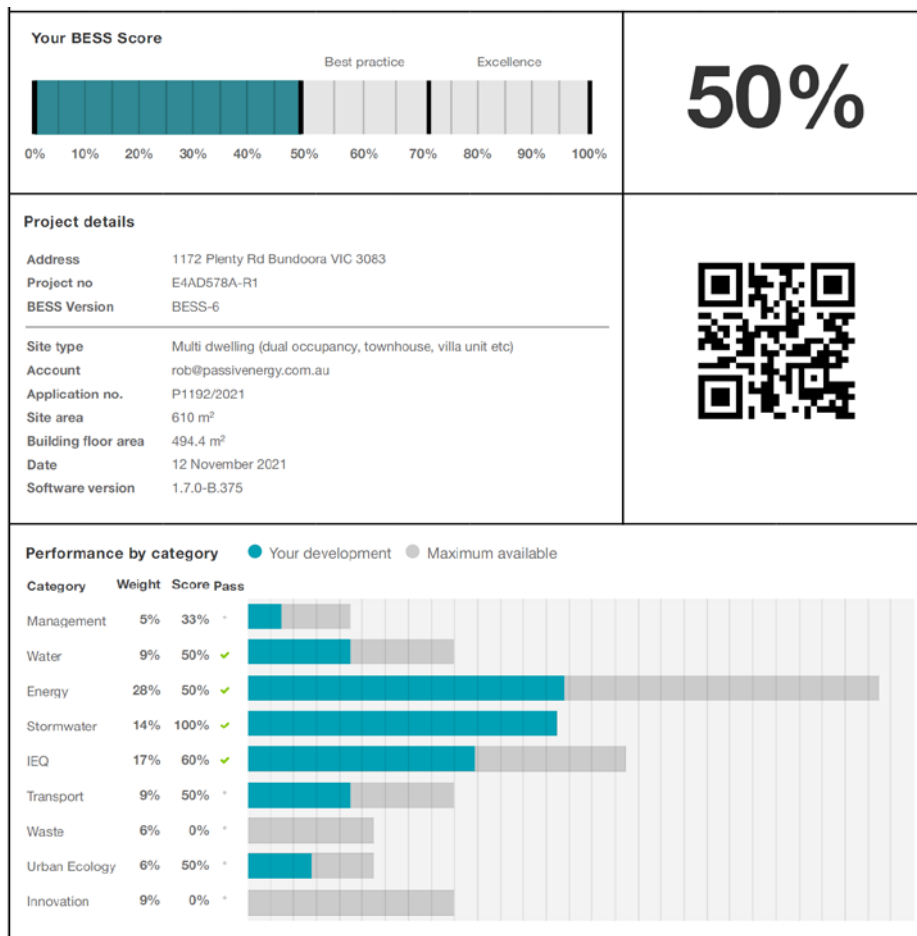 Your BESS Score
Best practice Excellence
0% 10% 20% 30% 40% 50% 60% 70% 80% 90% 100%
50%
Project details
Address 1172 Plenty Rd Bundoora VIC 3083
Project no E4AD578A-R1
BESS Version BESS-6
Site type Multi dwelling (dual occupancy, townhouse, villa unit etc)
Account rob@passivenergy.com.au
Application no. P1192/2021
Site area 610 m²
Building floor area 494.4 m²
Date 12 November 2021
Software version 1.7.0-B.375
Performance by category Your development Maximum available
Category Weight Score Pass
Management 5% 33%
Water 9% 50% ✔
Energy 28% 50% ✔
Stormwater 14% 100% ✔
IEQ 17% 60% ✔
Transport 9% 50%
Waste 6% 0%
Urban Ecology 6% 50%
Innovation 9% 0%